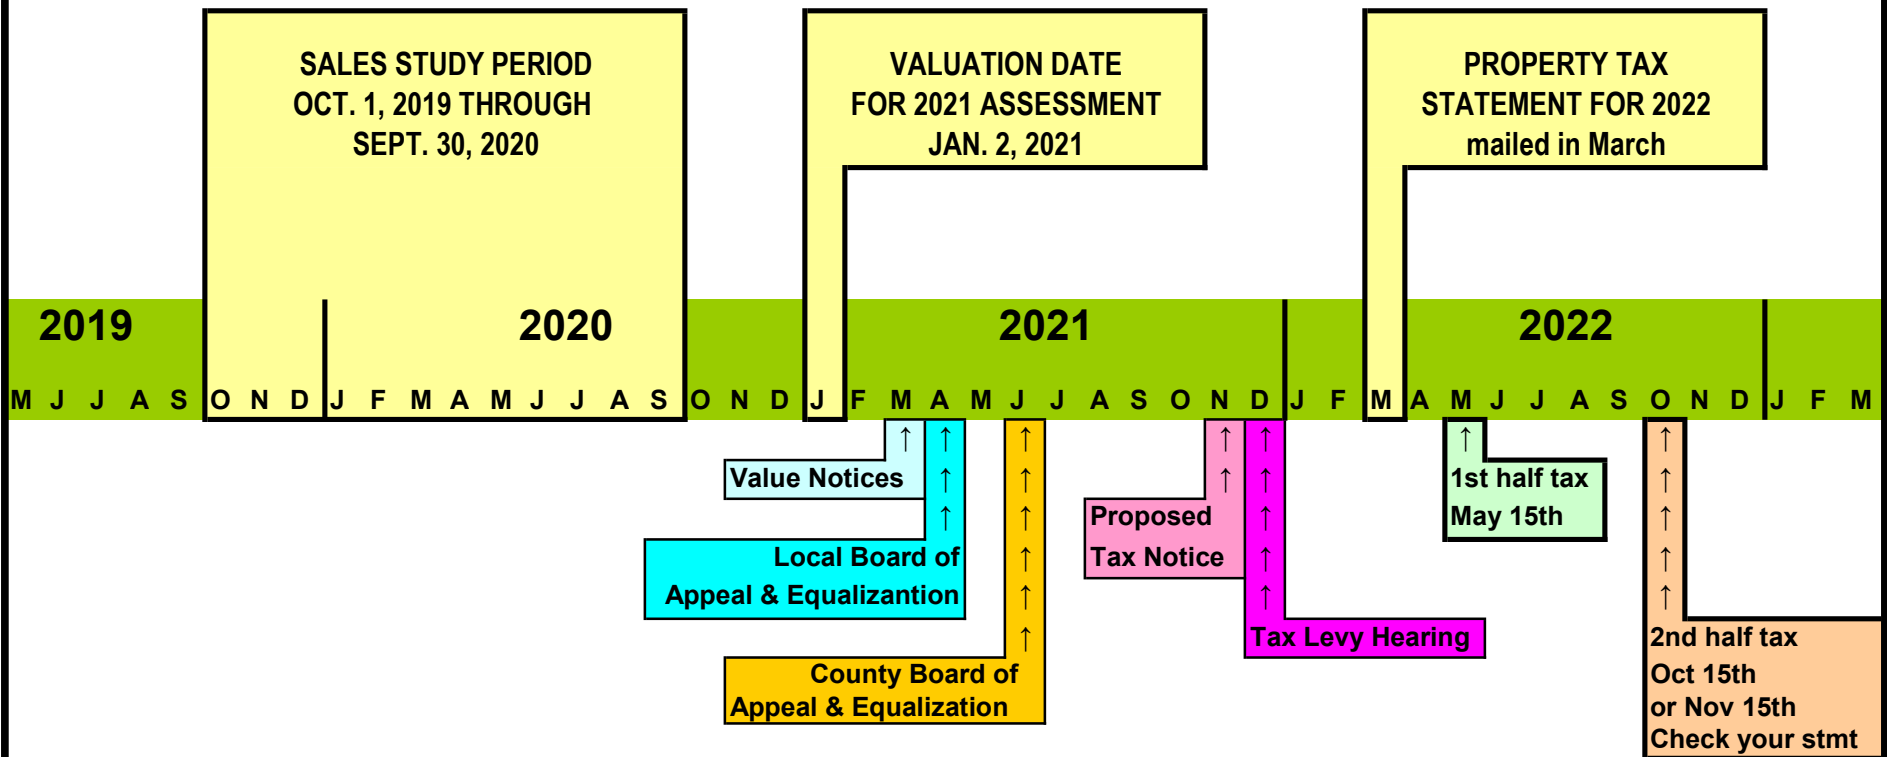 SALES STUDY PERIOD
OCT. 1, 2019 THROUGH
SEPT. 30, 2020
VALUATION DATE
FOR 2021 ASSESSMENT
JAN. 2, 2021
PROPERTY TAX
STATEMENT FOR 2022
mailed in March
2019 2020 2021 2022
M J J A S O N D J F M A M J J A S O N D J F M A M J J A S O N D J F M A M J J A S O N D J F M
↑ ↑ ↑ ↑ ↑ ↑ ↑
Value Notices ↑ ↑ ↑ ↑ 1st half tax ↑
↑ ↑ Proposed ↑ May 15th ↑
Local Board of ↑ Tax Notice ↑ ↑
Appeal & Equalizantion ↑ ↑ ↑
↑ Tax Levy Hearing 2nd half tax
County Board of Oct 15th
Appeal & Equalization or Nov 15th
Check your stmt